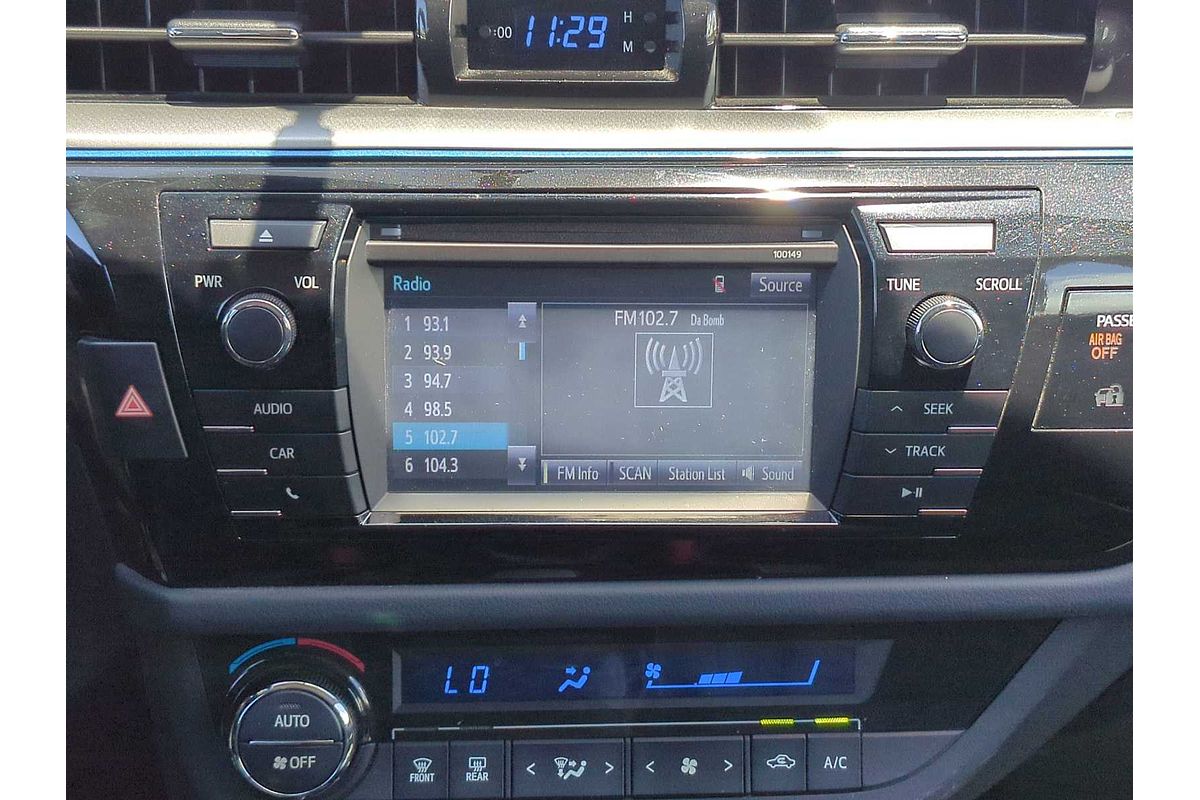 :00 11:29 H
M
100149
PWR VOL
TUNE SCROLL
Radio
Source
1 93.1
2 93.9
3 94.7
4 98.5
5 102.7
6 104.3
FM102.7 Da Bomb
FM Info SCAN Station List Sound
AUDIO
CAR
SEEK
TRACK
PASSE
AIR BAG
OFF
LO
AUTO
OFF
FRONT
REAR
A/C